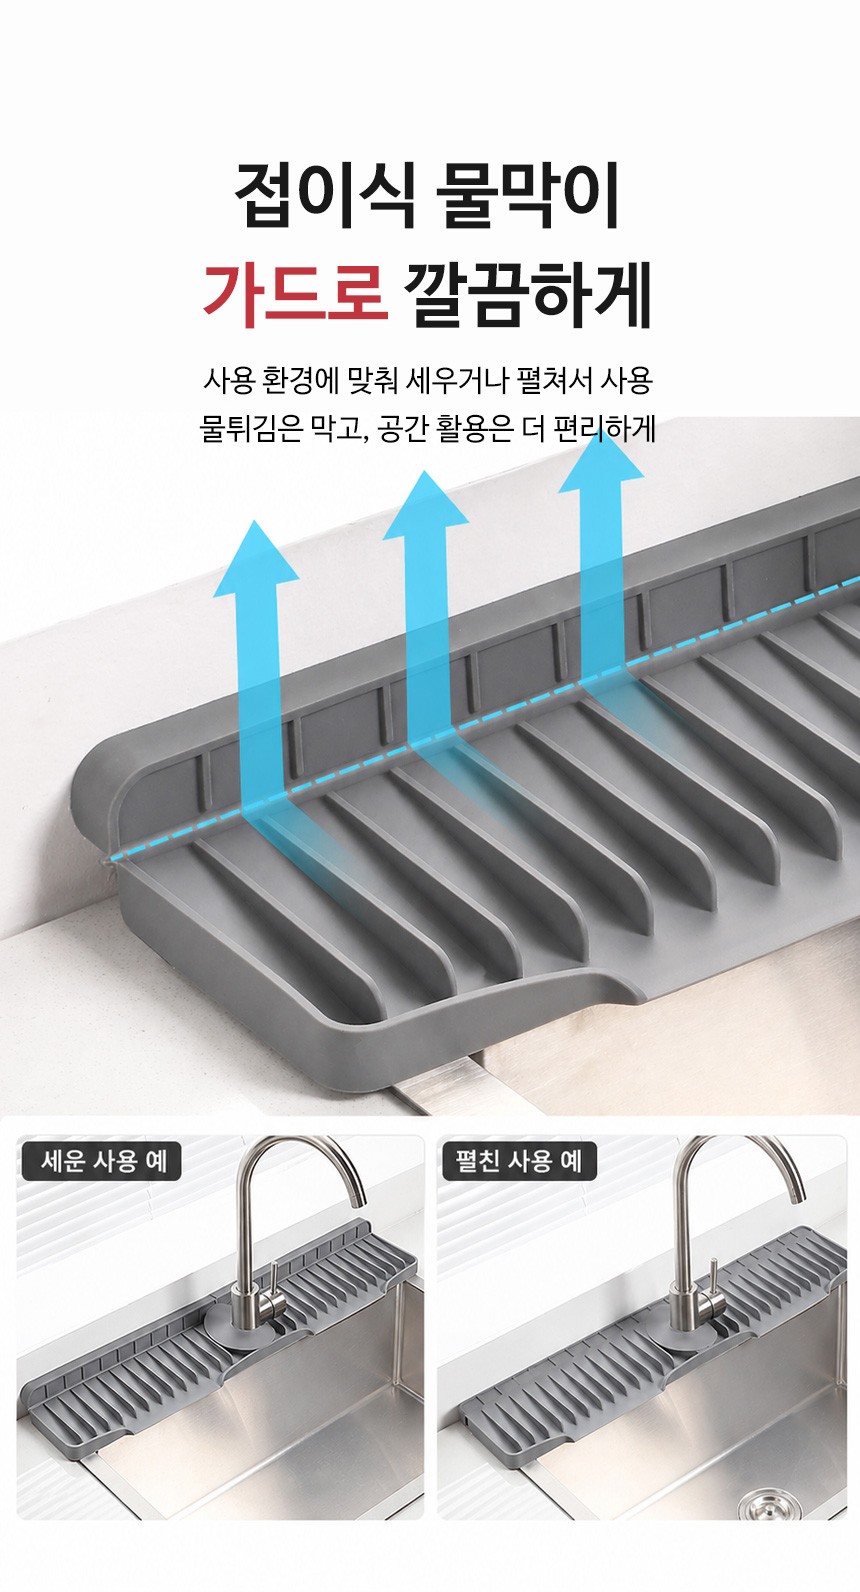 접이식 물막이
가드로 깔끔하게
사용 환경에 맞춰 세우거나 펼쳐서 사용
물튀김은 막고, 공간 활용은 더 편리하게
세운 사용 예
펼친 사용 예